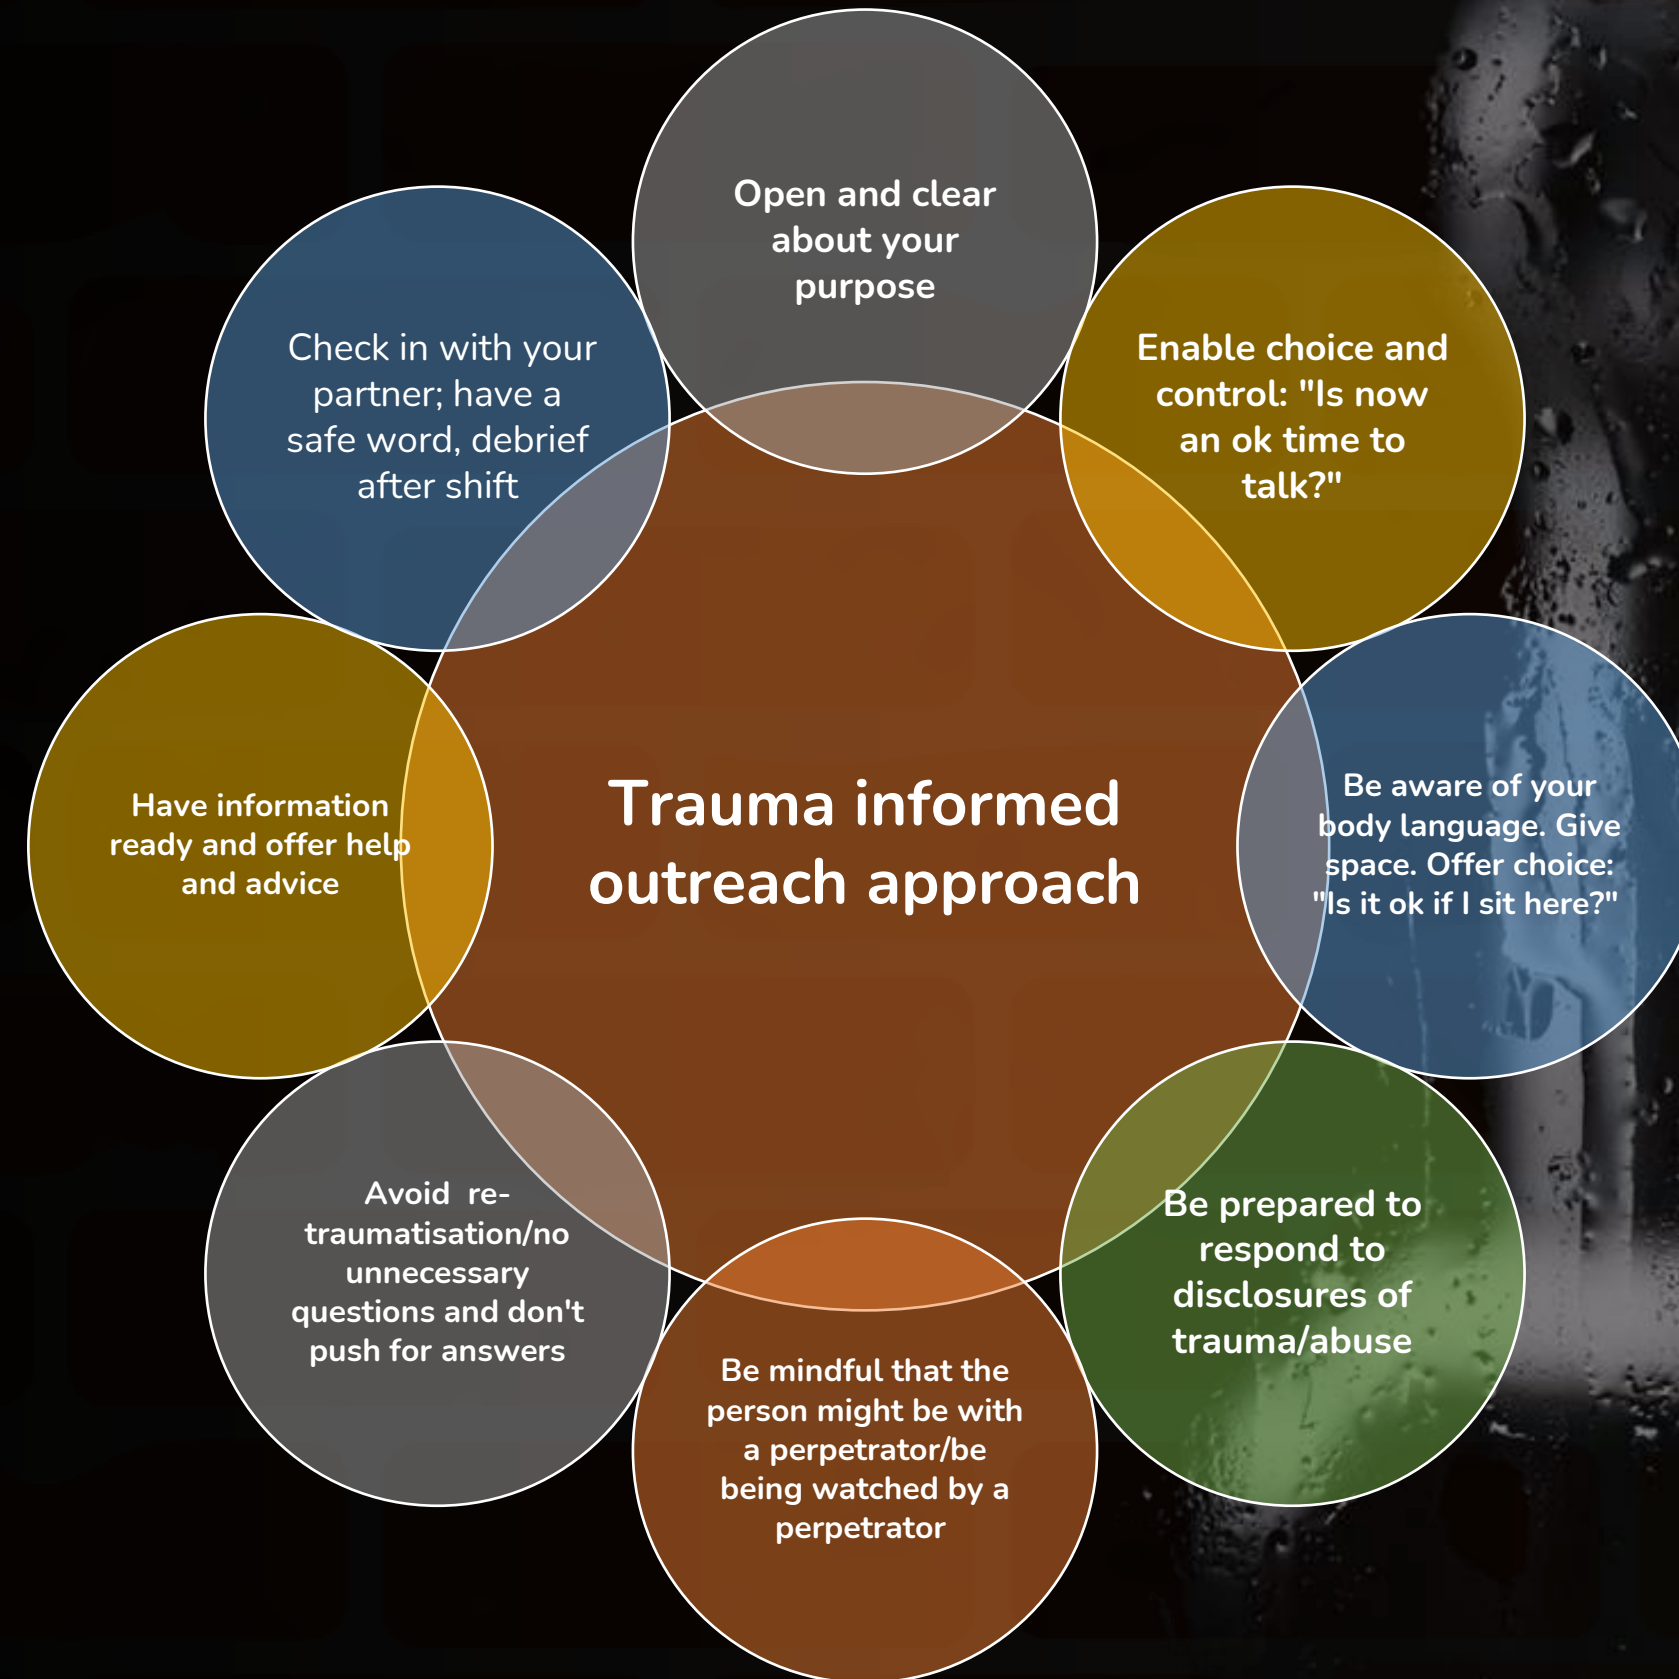 Open and clear
about your
purpose
Enable choice and
control: "Is now
an ok time to
talk?"
Be aware of your
body language. Give
space. Offer choice:
"Is it ok if I sit here?"
Be prepared to
respond to
disclosures of
trauma/abuse
Be mindful that the
person might be with
a perpetrator/be
being watched by a
perpetrator
Avoid  re-
traumatisation/no
unnecessary
questions and don't
push for answers
Have information
ready and offer help
and advice
Check in with your
partner; have a
safe word, debrief
after shift
Trauma informed
outreach approach